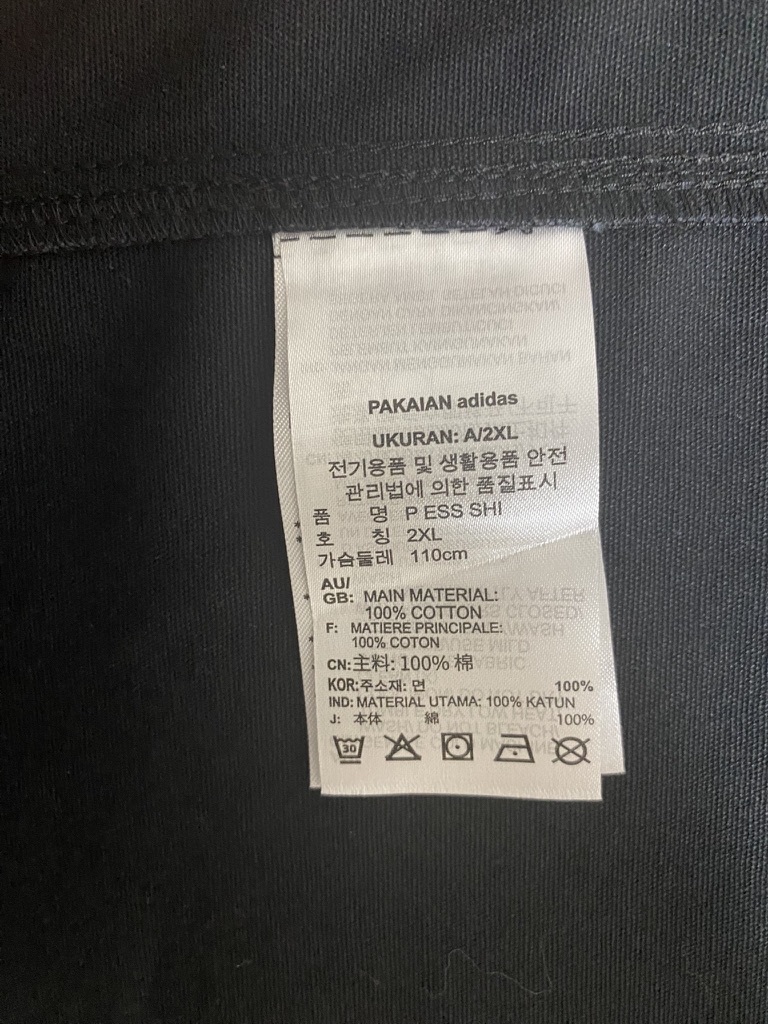 PAKAIAN adidas
UKURAN: A/2XL
전기용품 및 생활용품 안전
관리법에 의한 품질표시
품 명 P ESS SHI
호 칭 2XL
가슴둘레 110cm
AU/
GB: MAIN MATERIAL:
100% COTTON
F: MATIERE PRINCIPALE:
100% COTON
CN:主料: 100% 棉
KOR:주소재: 면 100%
IND: MATERIAL UTAMA: 100% KATUN
J: 本体 綿 100%
30